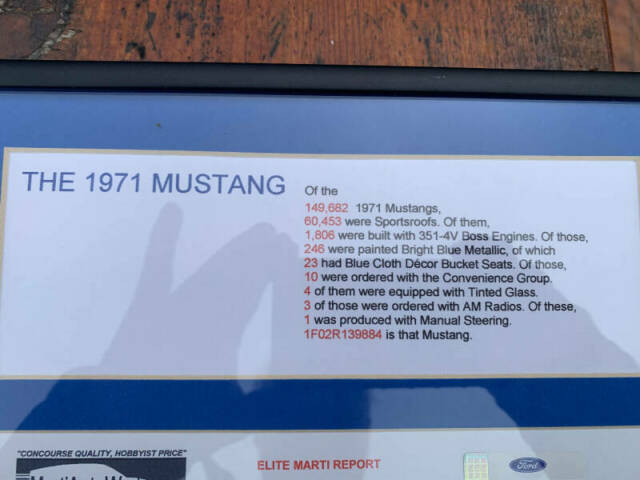 THE 1971 MUSTANG
Of the
149,682 1971 Mustangs,
60,453 were Sportsroofs. Of them,
1,806 were built with 351-4V Boss Engines. Of those,
246 were painted Bright Blue Metallic, of which
23 had Blue Cloth Décor Bucket Seats. Of those,
10 were ordered with the Convenience Group.
4 of them were equipped with Tinted Glass.
3 of those were ordered with AM Radios. Of these,
1 was produced with Manual Steering.
1F02R139884 is that Mustang.
"CONCOURSE QUALITY, HOBBYIST PRICE"
ELITE MARTI REPORT
Ford